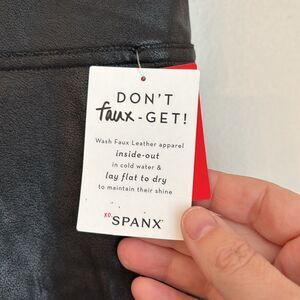 DON'T
faux-GET!
Wash Faux Leather apparel
inside-out
in cold water &
lay flat to dry
to maintain their shine
xo, SPANX